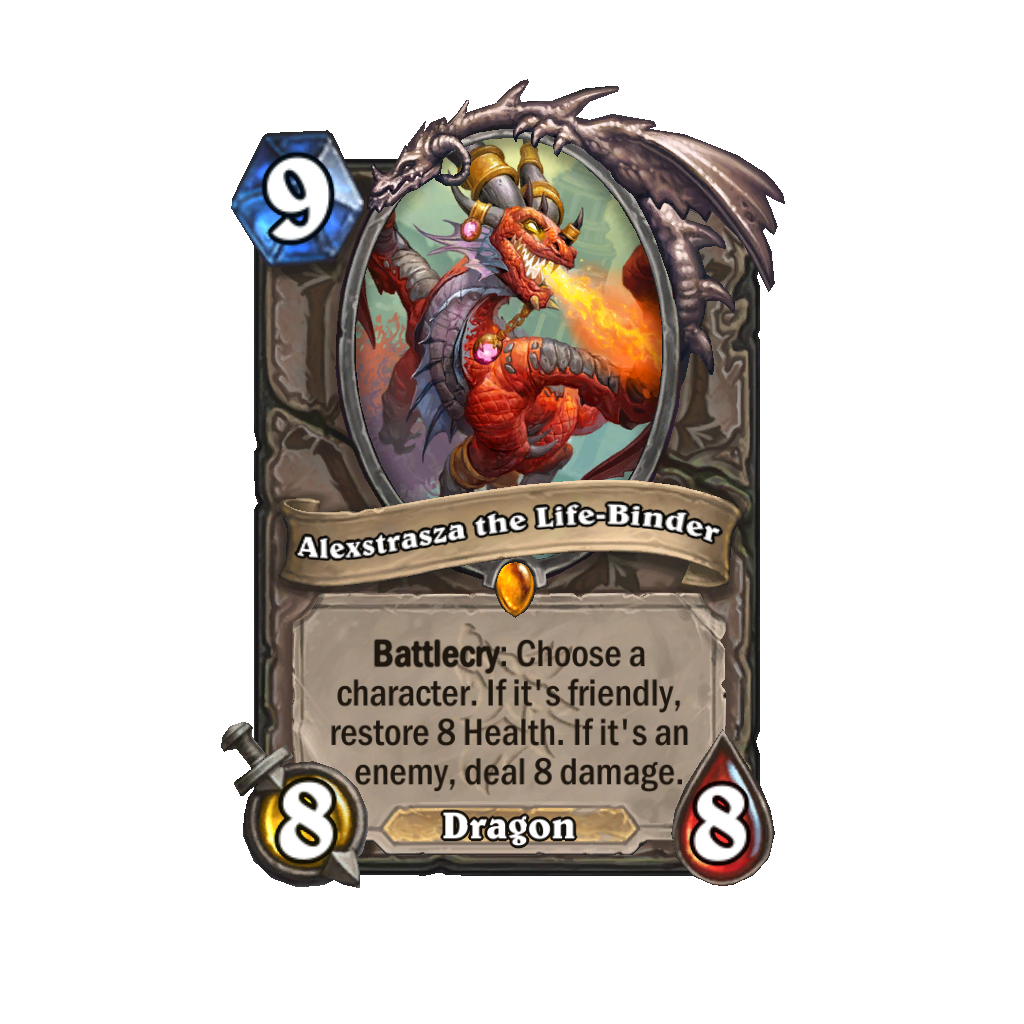 9
Alexstrasza the Life-Binder
Battlecry: Choose a
character. If it's friendly,
restore 8 Health. If it's an
enemy, deal 8 damage.
8
Dragon
8